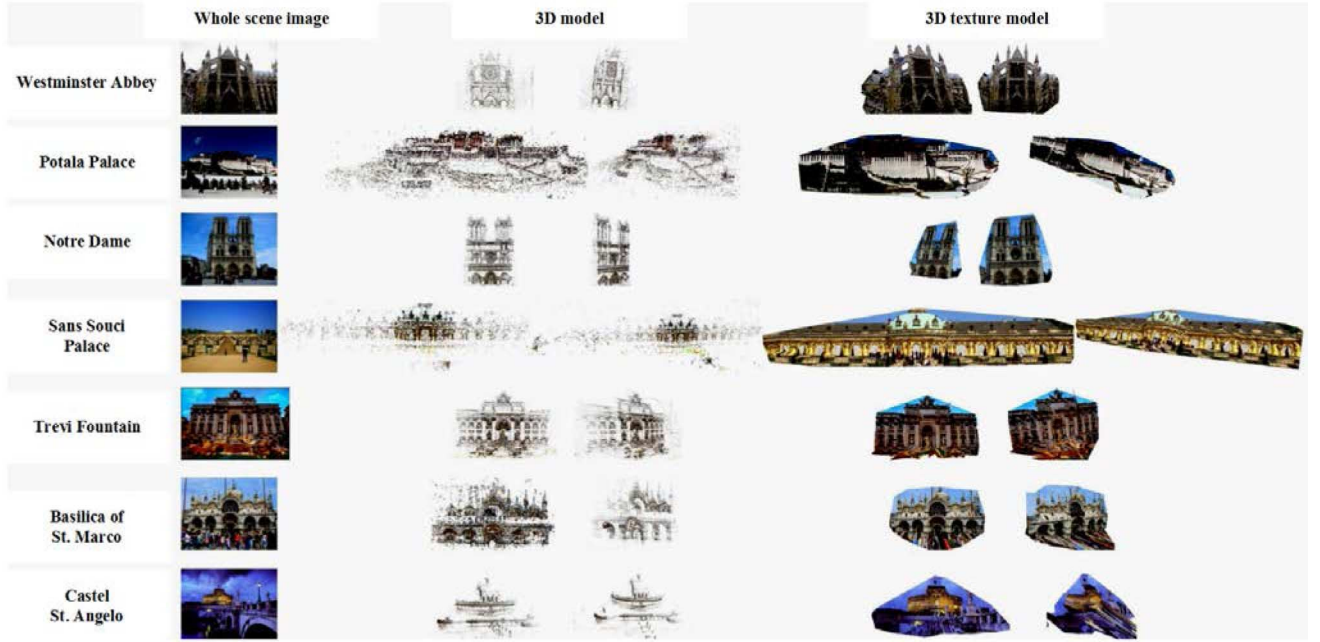 Whole scene image
3D model
3D texture model
Westminster Abbey
Potala Palace
Notre Dame
Sans Souci
Palace
Trevi Fountain
Basilica of
St. Marco
Castel
St. Angelo